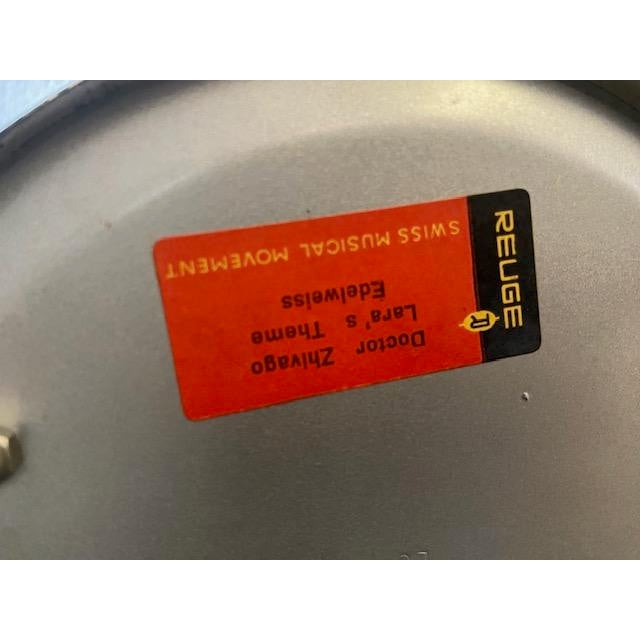 REUGE
Doctor Zhivago
Lara's Theme
Edelweiss
SWISS MUSICAL MOVEMENT